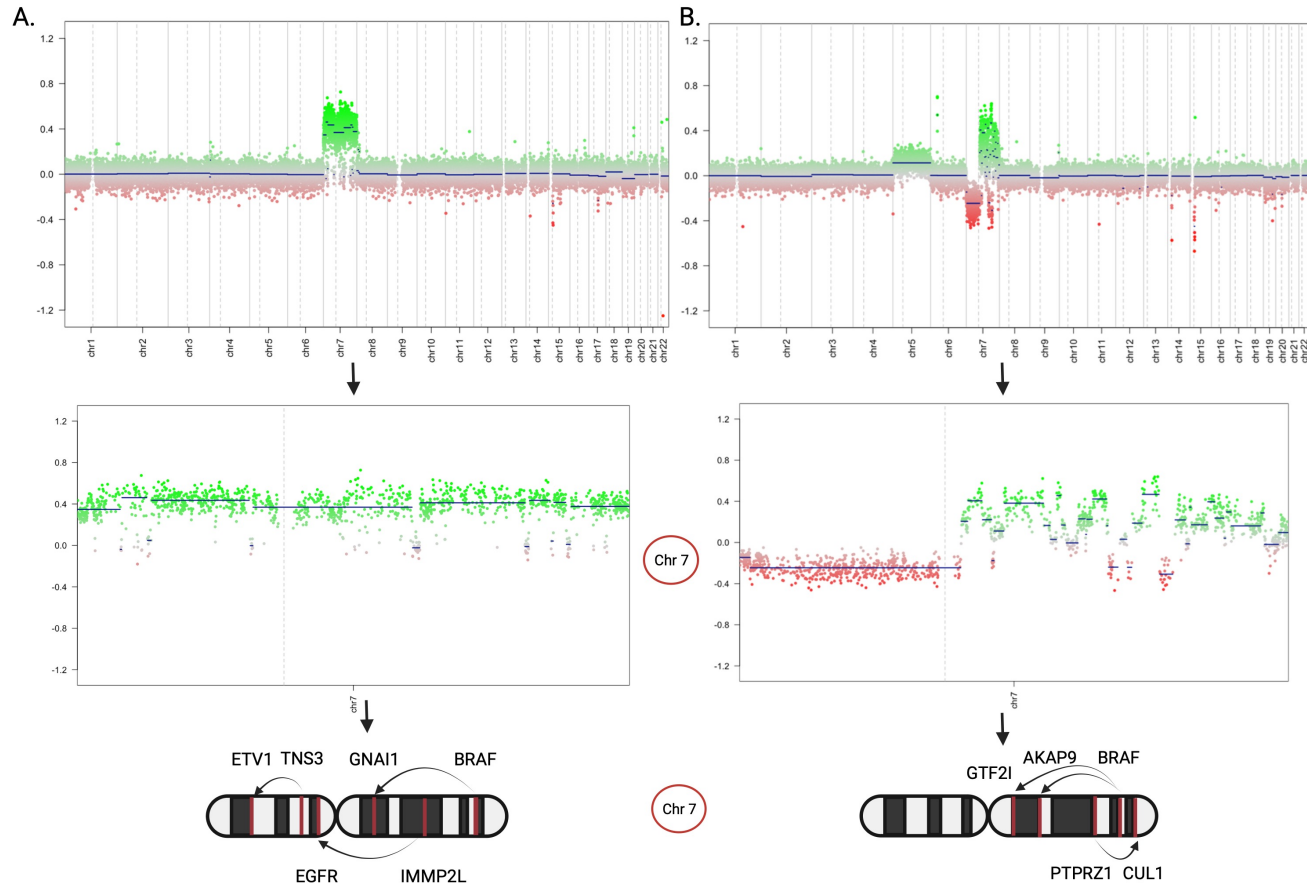 A.
B.
1.2
0.8
0.4
0.0
-0.4
-0.8
-1.2
chr1 chr2 chr3 chr4 chr5 chr6 chr7 chr8 chr9 chr10 chr11 chr12 chr13 chr14 chr15 chr16 chr17 chr18 chr19 chr20 chr21 chr22
1.2
0.8
0.4
0.0
-0.4
-0.8
-1.2
chr1 chr2 chr3 chr4 chr5 chr6 chr7 chr8 chr9 chr10 chr11 chr12 chr13 chr14 chr15 chr16 chr17 chr18 chr19 chr20 chr21 chr22
1.2
0.8
0.4
0.0
-0.4
-0.8
-1.2
chr7
Chr 7
1.2
0.8
0.4
0.0
-0.4
-0.8
-1.2
chr7
ETV1 TNS3 GNAI1 BRAF
EGFR IMMP2L
Chr 7
GTF2I AKAP9 BRAF
PTPRZ1 CUL1